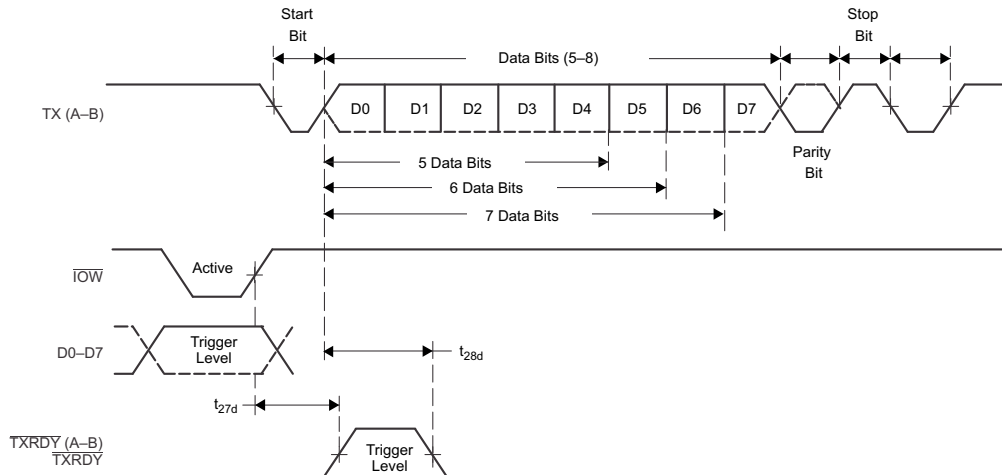 Start
Bit
Stop
Bit
Data Bits (5–8)
TX (A–B)
D0 D1 D2 D3 D4 D5 D6 D7
Parity
Bit
5 Data Bits
6 Data Bits
7 Data Bits
IOW
Active
D0–D7
Trigger
Level
t28d
t27d
TXRDY (A–B)
TXRDY
Trigger
Level